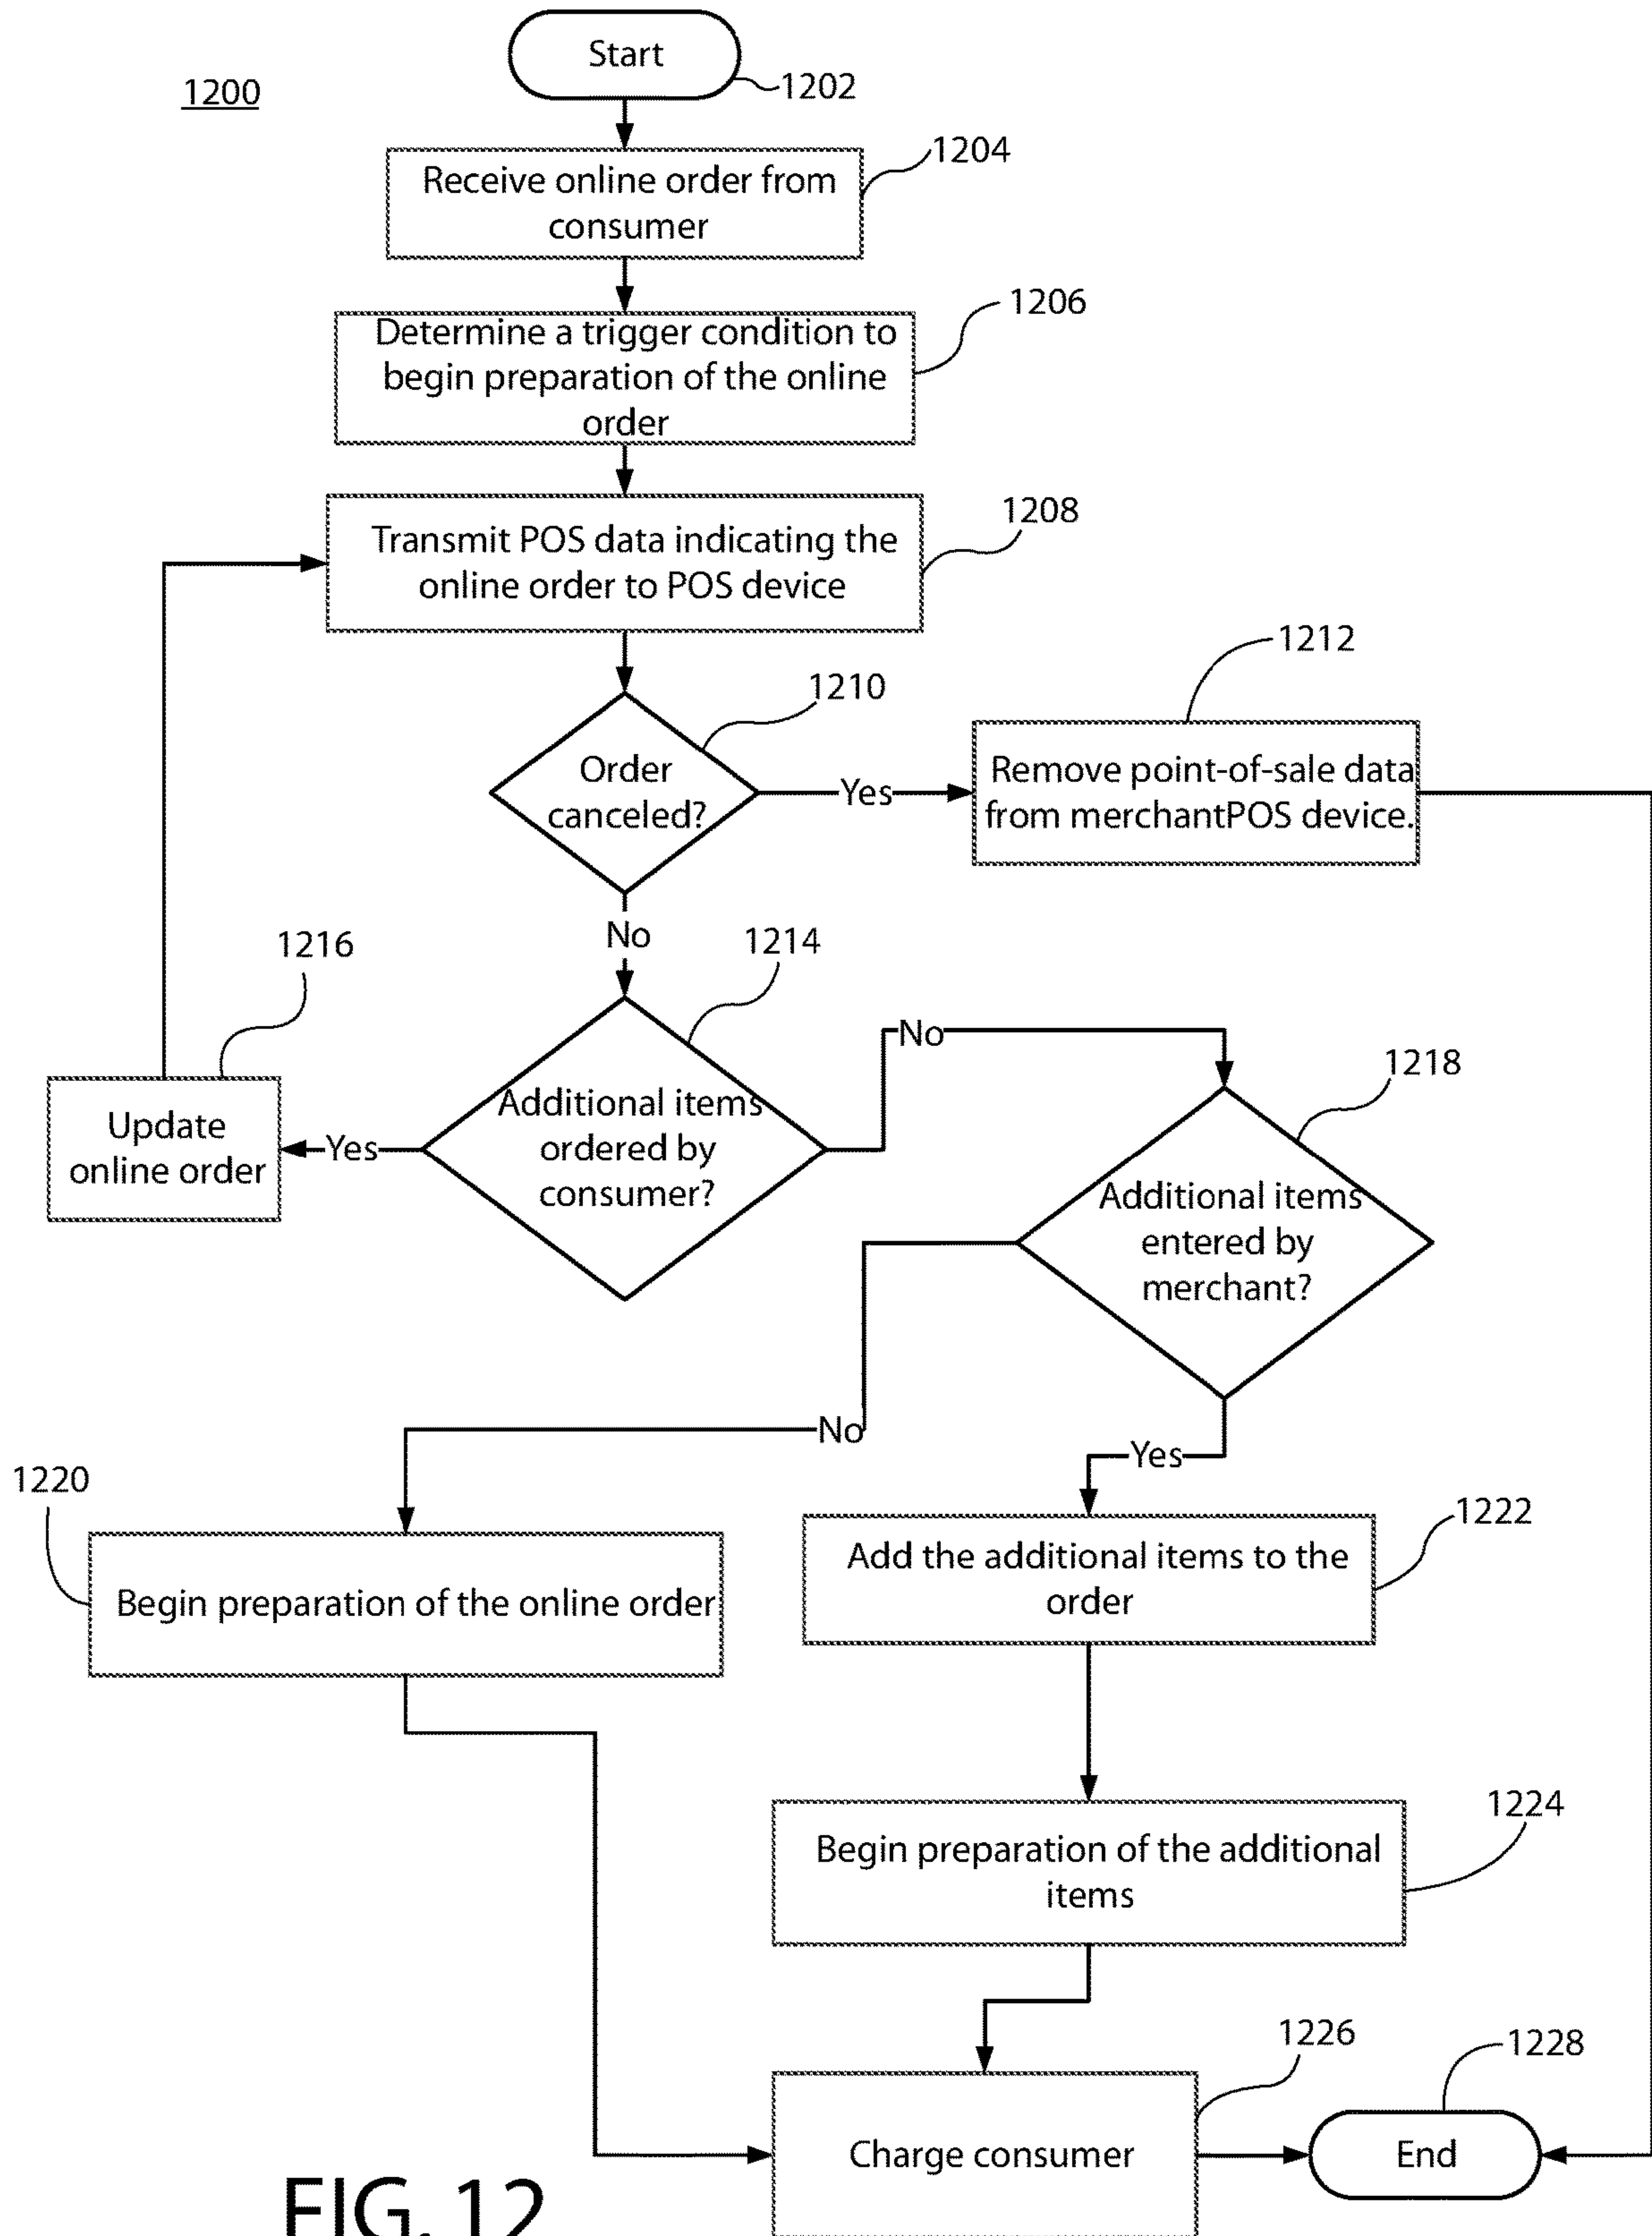 Start
1200
1202
1204
Receive online order from
consumer
1206
Determine a trigger condition to
begin preparation of the online
order
1208
Transmit POS data indicating the
online order to POS device
1212
1210
Order
canceled?
Yes
Remove point-of-sale data
from merchantPOS device.
No
1214
1216
No
1218
Additional items
ordered by
consumer?
Yes
Update
online order
Additional items
entered by
merchant?
No
Yes
1220
1222
Begin preparation of the online order
Add the additional items to the
order
1224
Begin preparation of the additional
items
1226
1228
Charge consumer
End
FIG. 12